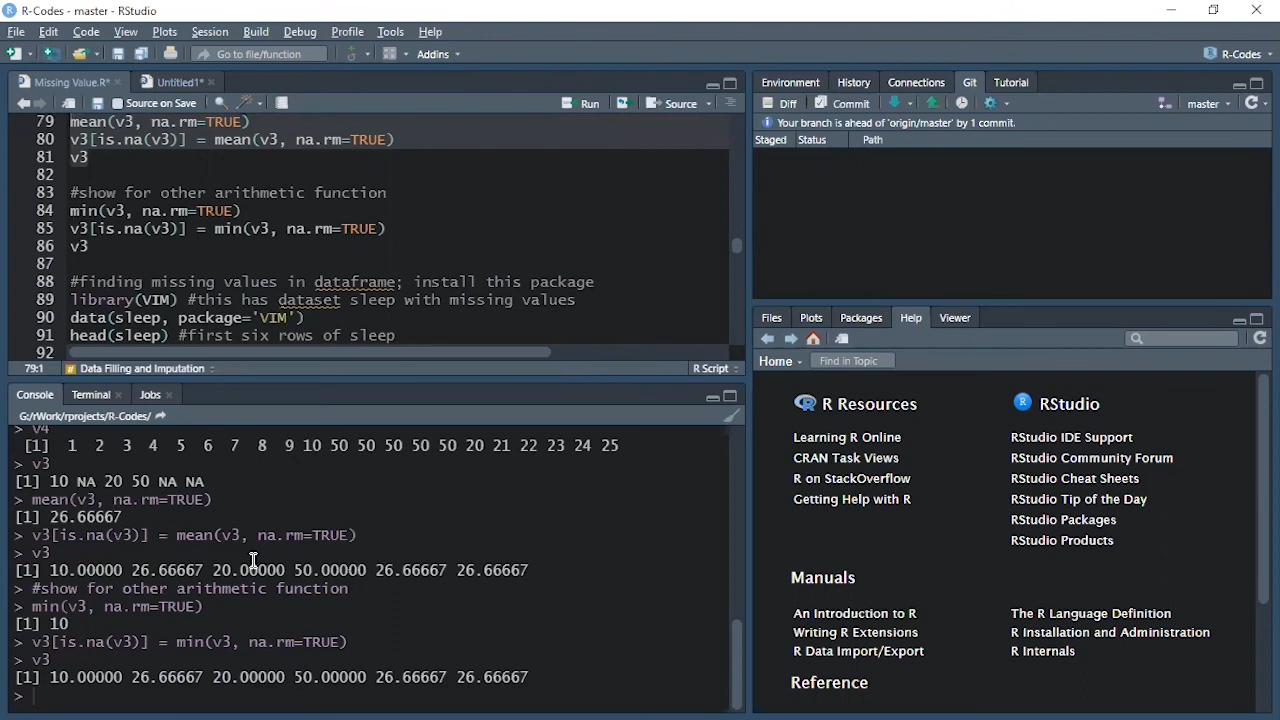 R-Codes - master - RStudio
File Edit Code View Plots Session Build Debug Profile Tools Help
Go to file/function Addins R-Codes
Missing Value.R* Untitled1*
Source on Save Run Source
79 mean(v3, na.rm=TRUE)
80 v3[is.na(v3)] = mean(v3, na.rm=TRUE)
81 v3
82
83 #show for other arithmetic function
84 min(v3, na.rm=TRUE)
85 v3[is.na(v3)] = min(v3, na.rm=TRUE)
86 v3
87
88 #finding missing values in dataframe; install this package
89 library(VIM) #this has dataset sleep with missing values
90 data(sleep, package='VIM')
91 head(sleep) #first six rows of sleep
92
79:1 # Data Filling and Imputation R Script
Console Terminal Jobs
G:/rWork/rprojects/R-Codes/
> v4
[1] 1 2 3 4 5 6 7 8 9 10 50 50 50 50 50 20 21 22 23 24 25
> v3
[1] 10 NA 20 50 NA NA
> mean(v3, na.rm=TRUE)
[1] 26.66667
> v3[is.na(v3)] = mean(v3, na.rm=TRUE)
> v3
[1] 10.00000 26.66667 20.00000 50.00000 26.66667 26.66667
> #show for other arithmetic function
> min(v3, na.rm=TRUE)
[1] 10
> v3[is.na(v3)] = min(v3, na.rm=TRUE)
> v3
[1] 10.00000 26.66667 20.00000 50.00000 26.66667 26.66667
>
Environment History Connections Git Tutorial
Diff Commit master
Your branch is ahead of 'origin/master' by 1 commit.
Staged Status Path
Files Plots Packages Help Viewer
Home Find in Topic
R Resources
Learning R Online
CRAN Task Views
R on StackOverflow
Getting Help with R
R RStudio
RStudio IDE Support
RStudio Community Forum
RStudio Cheat Sheets
RStudio Tip of the Day
RStudio Packages
RStudio Products
Manuals
An Introduction to R
Writing R Extensions
R Data Import/Export
The R Language Definition
R Installation and Administration
R Internals
Reference